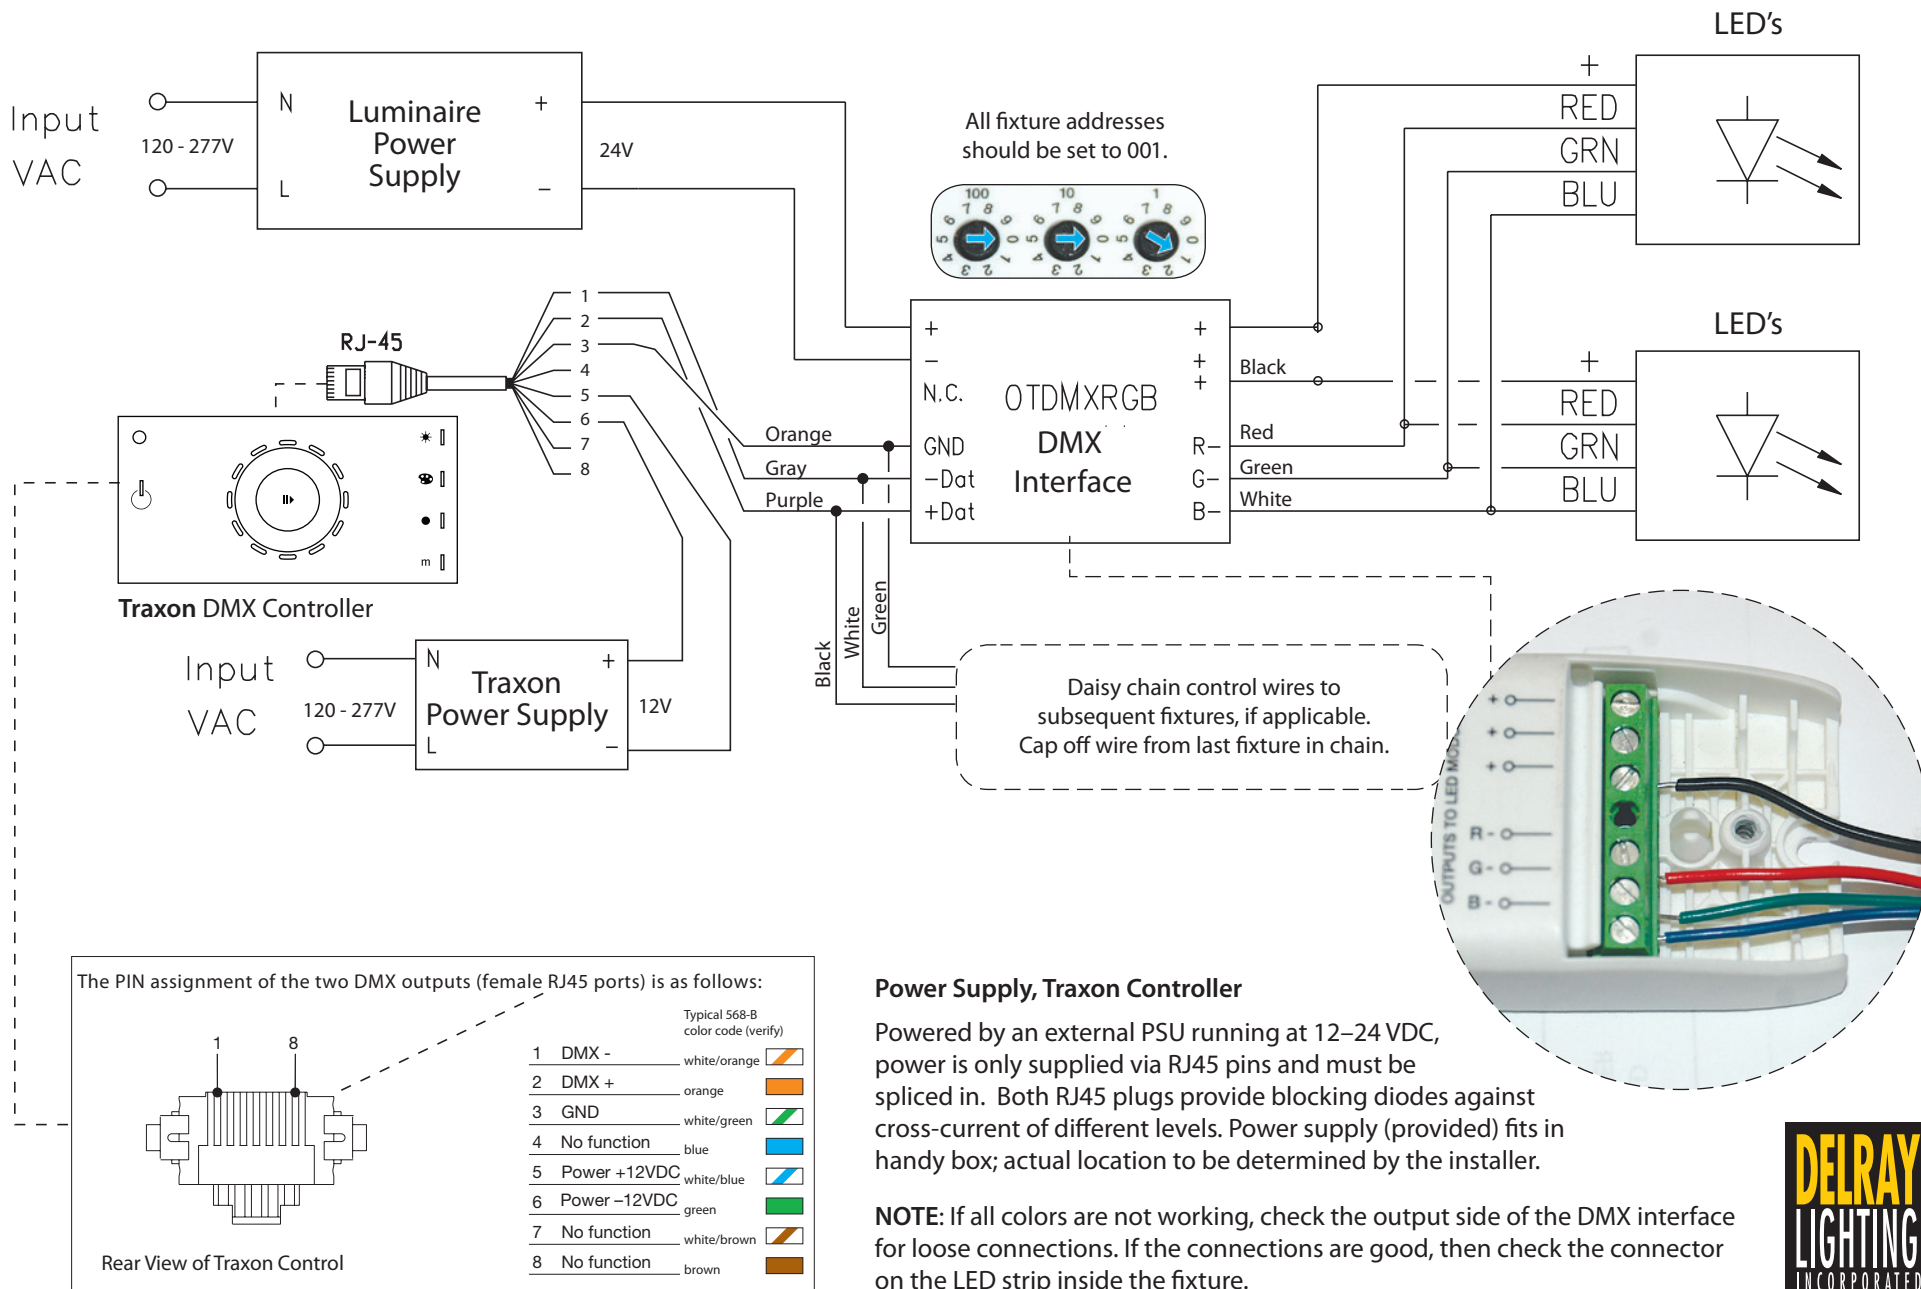 LED's
Input
VAC
120 - 277V
N
L
Luminaire
Power
Supply
+
–
24V
All fixture addresses
should be set to 001.
100
10
1
+
RED
GRN
BLU
LED's
+
RED
GRN
BLU
RJ-45
1
2
3
4
5
6
7
8
m
Traxon DMX Controller
Orange
Gray
Purple
+
–
N.C.
GND
–Dat
+Dat
OTDMXRGB
DMX
Interface
+
+
+
R–
G–
B–
Black
Red
Green
White
Black
White
Green
Input
VAC
120 - 277V
N
L
Traxon
Power Supply
+
–
12V
Daisy chain control wires to
subsequent fixtures, if applicable.
Cap off wire from last fixture in chain.
+
+
+
R -
G -
B -
OUTPUTS TO LED
The PIN assignment of the two DMX outputs (female RJ45 ports) is as follows:
Typical 568-B
color code (verify)
1 8
1 DMX - white/orange
2 DMX + orange
3 GND white/green
4 No function blue
5 Power +12VDC white/blue
6 Power –12VDC green
7 No function white/brown
8 No function brown
Rear View of Traxon Control
Power Supply, Traxon Controller
Powered by an external PSU running at 12–24 VDC,
power is only supplied via RJ45 pins and must be
spliced in.  Both RJ45 plugs provide blocking diodes against
cross-current of different levels. Power supply (provided) fits in
handy box; actual location to be determined by the installer.
NOTE: If all colors are not working, check the output side of the DMX interface
for loose connections. If the connections are good, then check the connector
on the LED strip inside the fixture.
DELRAY
LIGHTING
INCORPORATED